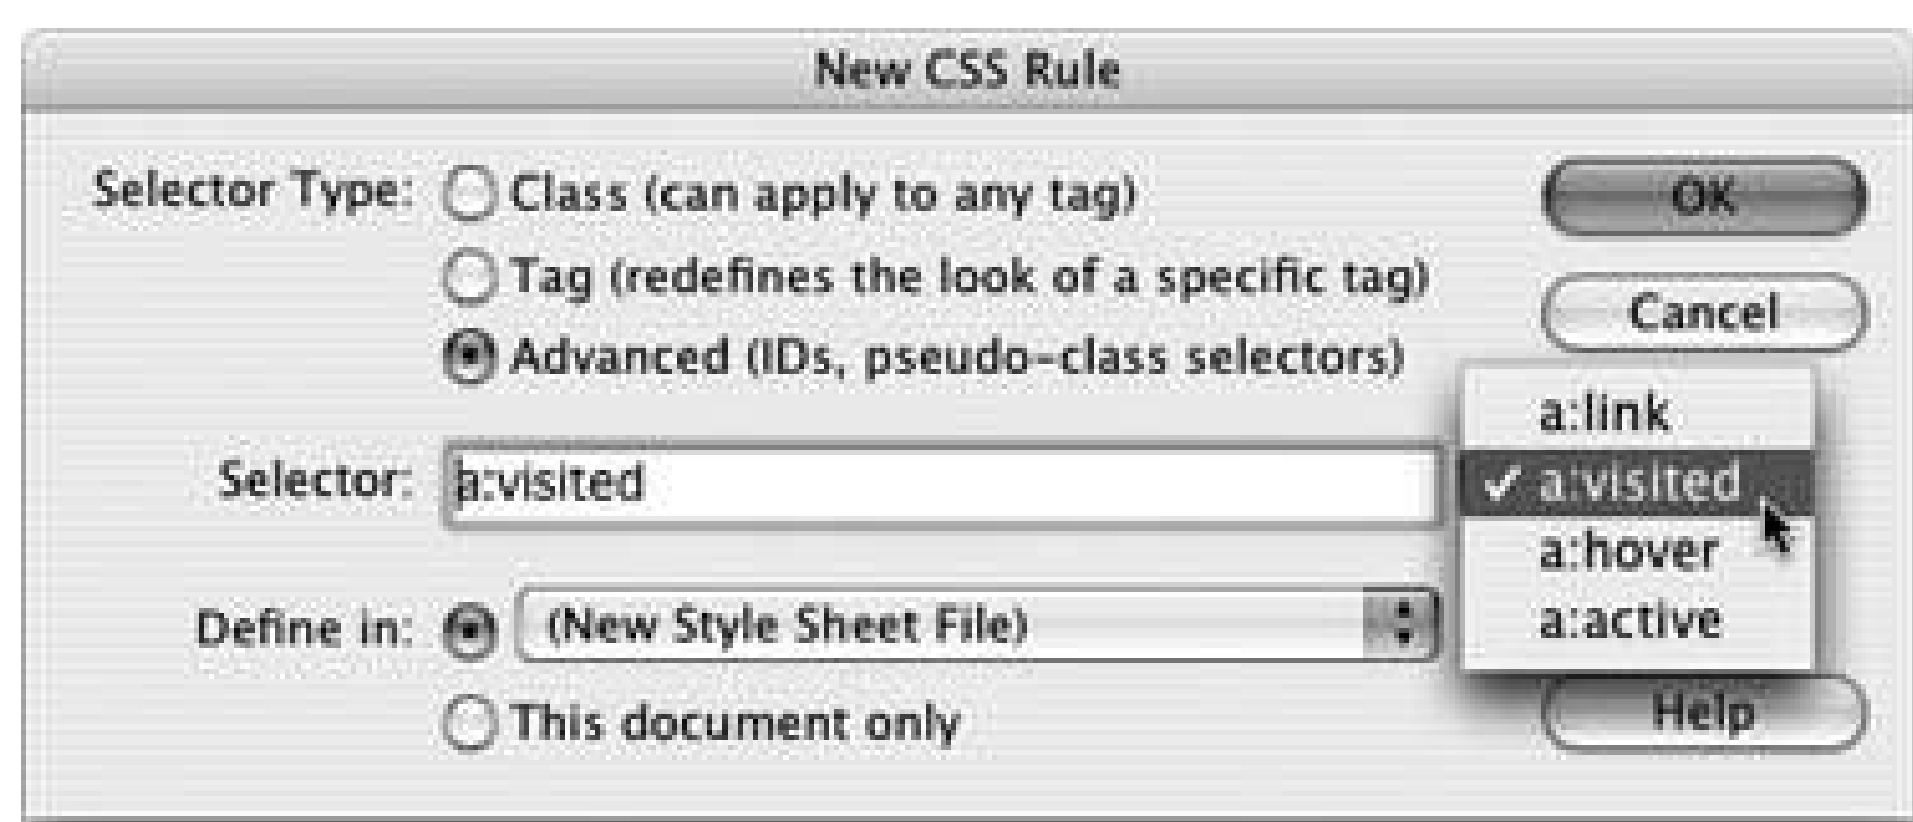 New CSS Rule
Selector Type: Class (can apply to any tag)
OK
Tag (redefines the look of a specific tag)
Cancel
Advanced (IDs, pseudo-class selectors)
a:link
Selector: a:visited
✓ a:visited
a:hover
Define in: (New Style Sheet File)
a:active
This document only
Help